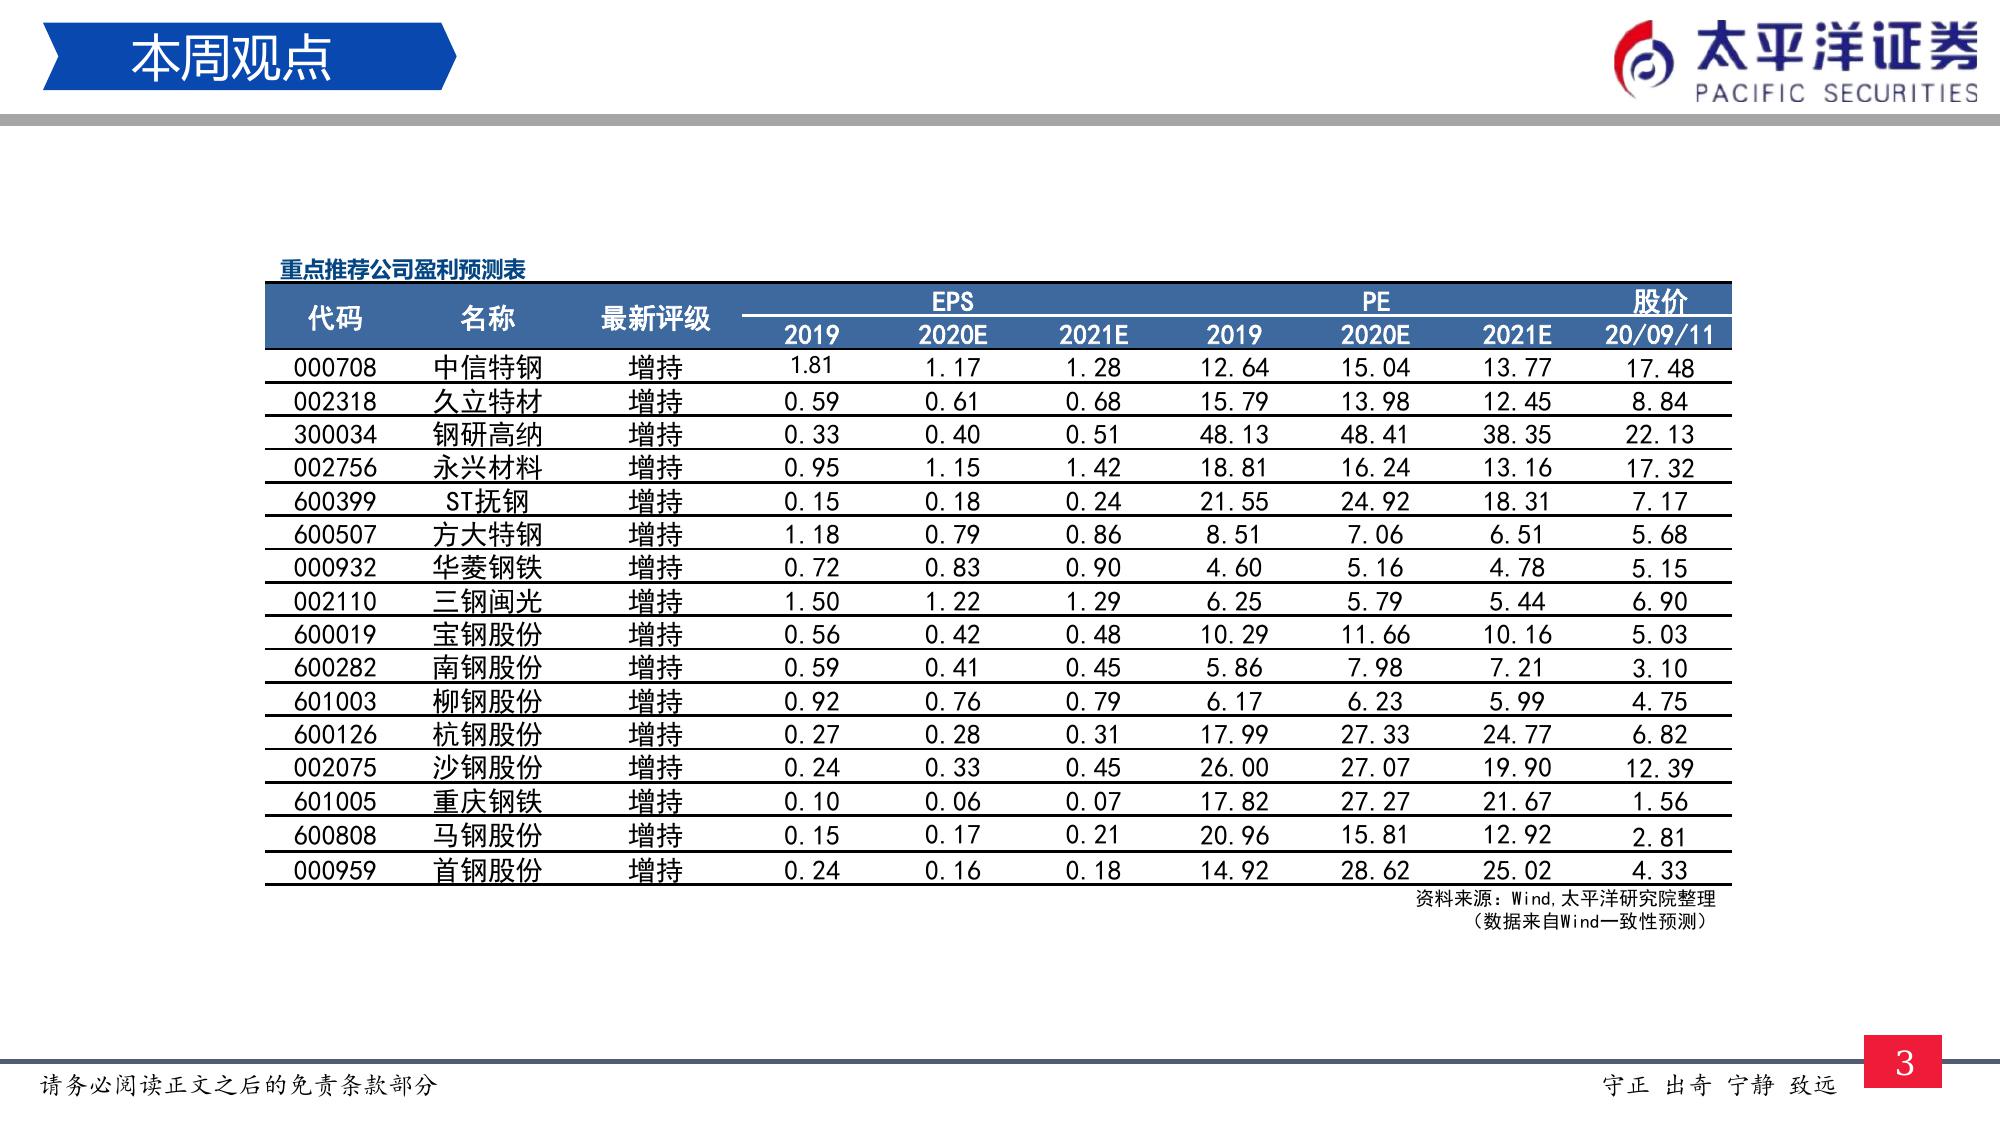 本周观点
太平洋证券
PACIFIC SECURITIES
重点推荐公司盈利预测表
代码 名称 最新评级 EPS PE 股价
2019 2020E 2021E 2019 2020E 2021E 20/09/11
000708 中信特钢 增持 1.81 1.17 1.28 12.64 15.04 13.77 17.48
002318 久立特材 增持 0.59 0.61 0.68 15.79 13.98 12.45 8.84
300034 钢研高纳 增持 0.33 0.40 0.51 48.13 48.41 38.35 22.13
002756 永兴材料 增持 0.95 1.15 1.42 18.81 16.24 13.16 17.32
600399 ST抚钢 增持 0.15 0.18 0.24 21.55 24.92 18.31 7.17
600507 方大特钢 增持 1.18 0.79 0.86 8.51 7.06 6.51 5.68
000932 华菱钢铁 增持 0.72 0.83 0.90 4.60 5.16 4.78 5.15
002110 三钢闽光 增持 1.50 1.22 1.29 6.25 5.79 5.44 6.90
600019 宝钢股份 增持 0.56 0.42 0.48 10.29 11.66 10.16 5.03
600282 南钢股份 增持 0.59 0.41 0.45 5.86 7.98 7.21 3.10
601003 柳钢股份 增持 0.92 0.76 0.79 6.17 6.23 5.99 4.75
600126 杭钢股份 增持 0.27 0.28 0.31 17.99 27.33 24.77 6.82
002075 沙钢股份 增持 0.24 0.33 0.45 26.00 27.07 19.90 12.39
601005 重庆钢铁 增持 0.10 0.06 0.07 17.82 27.27 21.67 1.56
600808 马钢股份 增持 0.15 0.17 0.21 20.96 15.81 12.92 2.81
000959 首钢股份 增持 0.24 0.16 0.18 14.92 28.62 25.02 4.33
资料来源：Wind,太平洋研究院整理
（数据来自Wind一致性预测）
请务必阅读正文之后的免责条款部分
守正 出奇 宁静 致远
3